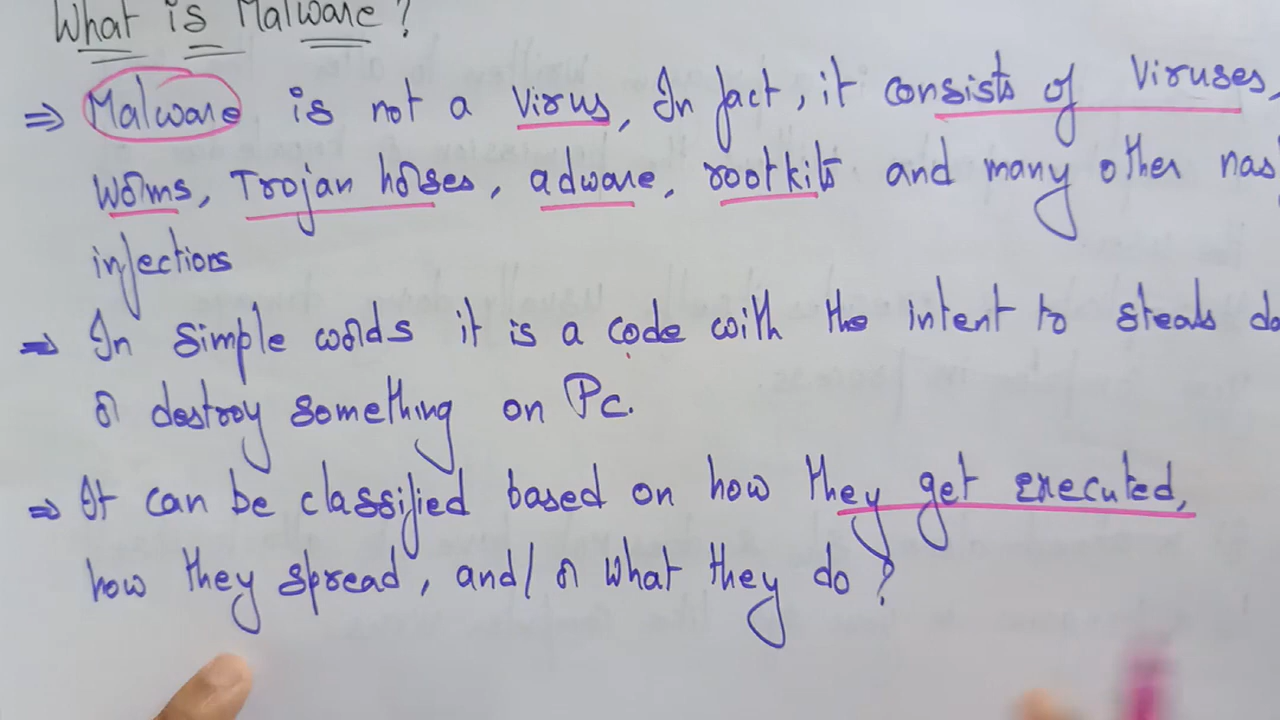 What is Malware?
⇒ Malware is not a Virus, In fact, it consists of Viruses,
Worms, Trojan horses, adware, rootkits and many other nas
injections
⇒ In simple words it is a code with the intent to steals da
or destroy something on Pc.
⇒ It can be classified based on how they get executed,
how they spread, and/or what they do?